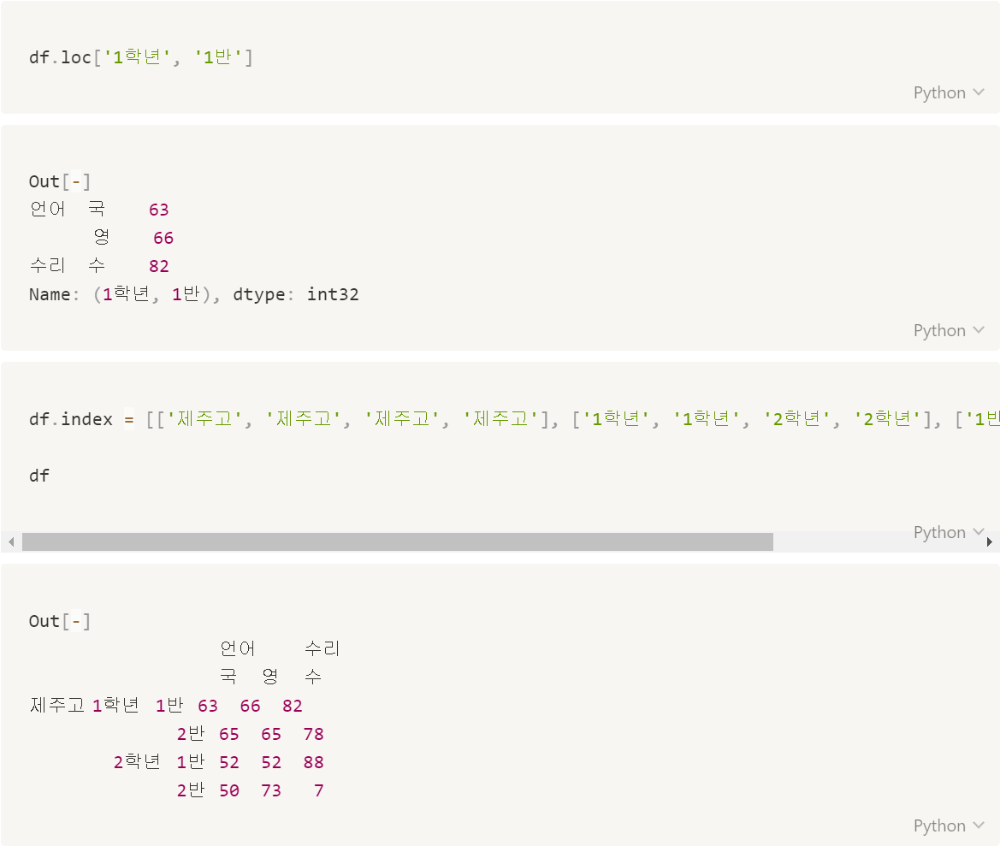 df.loc['1학년', '1반']
Python
Out[-]
언어 국 63
영 66
수리 수 82
Name: (1학년, 1반), dtype: int32
Python
df.index = [['제주고', '제주고', '제주고', '제주고'], ['1학년', '1학년', '2학년', '2학년'], ['1반
df
Python
Out[-]
언어 수리
국 영 수
제주고 1학년 1반 63 66 82
2반 65 65 78
2학년 1반 52 52 88
2반 50 73 7
Python